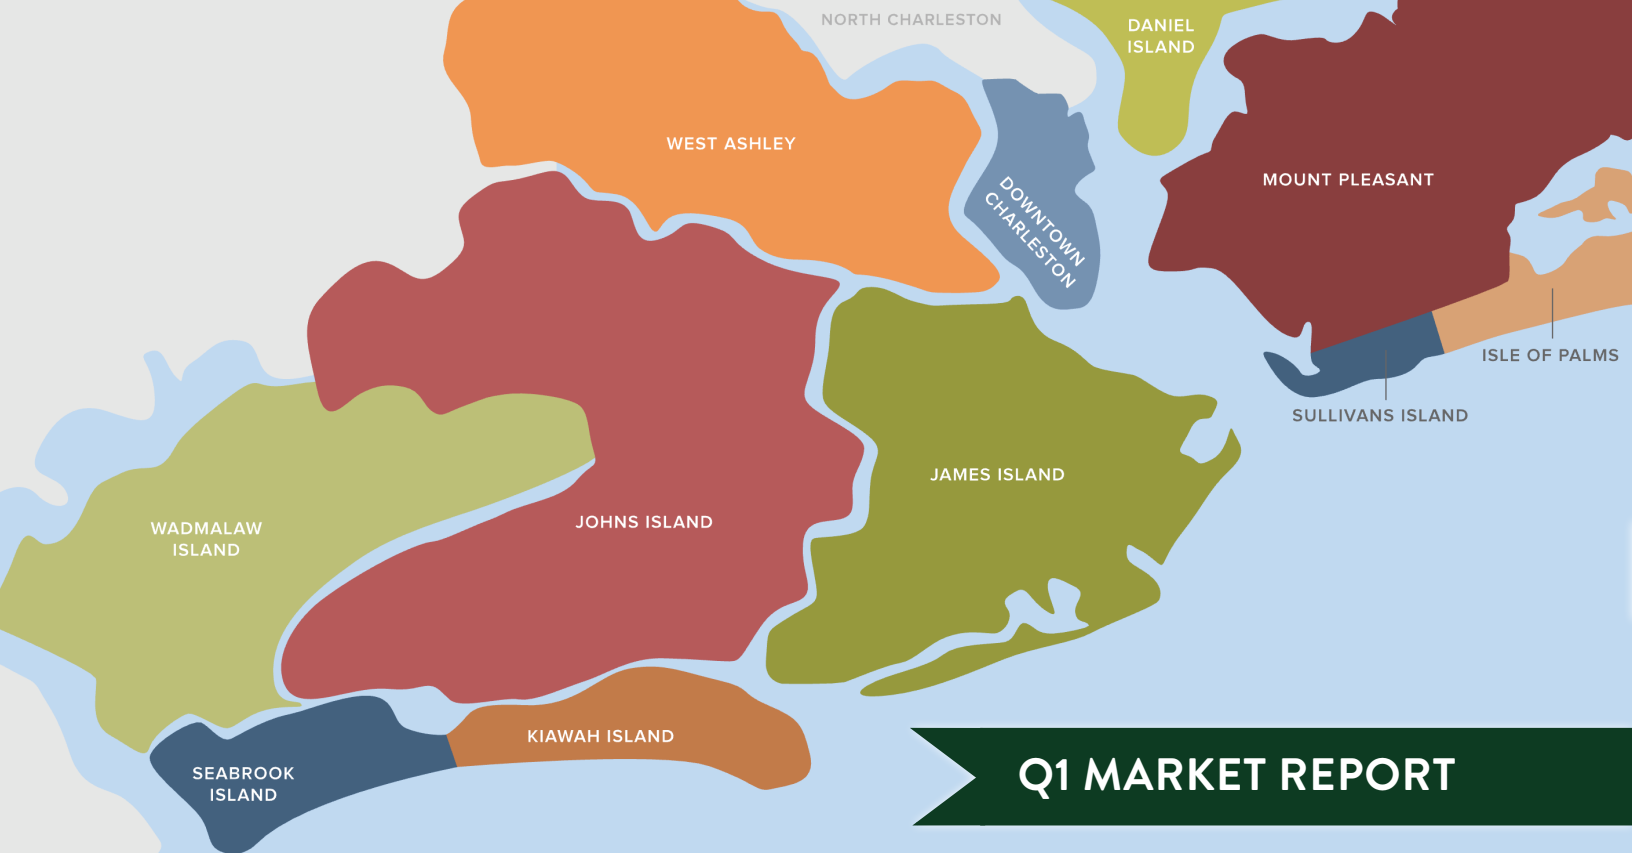 NORTH CHARLESTON
DANIEL
ISLAND
WEST ASHLEY
DOWNTOWN
CHARLESTON
MOUNT PLEASANT
ISLE OF PALMS
SULLIVANS ISLAND
JAMES ISLAND
JOHNS ISLAND
WADMALAW
ISLAND
KIAWAH ISLAND
SEABROOK
ISLAND
Q1 MARKET REPORT